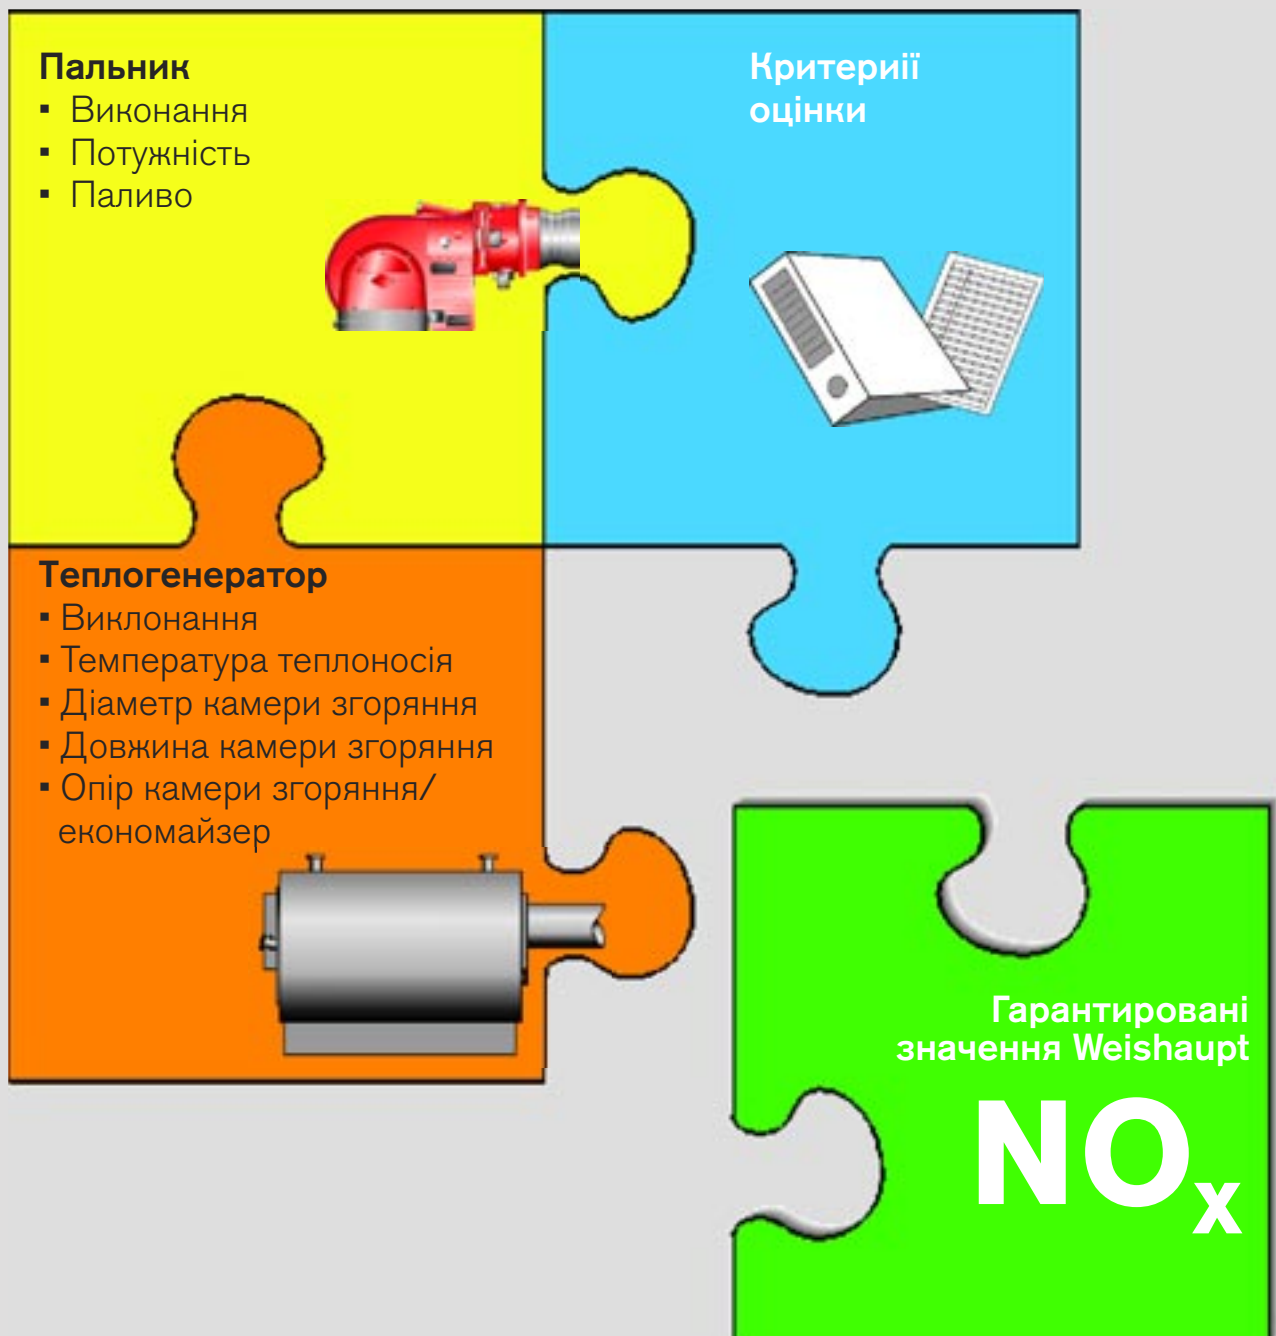 Пальник
▪ Виконання
▪ Потужність
▪ Паливо
Критериії
оцінки
Теплогенератор
▪ Виклонання
▪ Температура теплоносія
▪ Діаметр камери згоряння
▪ Довжина камери згоряння
▪ Опір камери згоряння/
економайзер
Гарантировані
значення Weishaupt
NOx